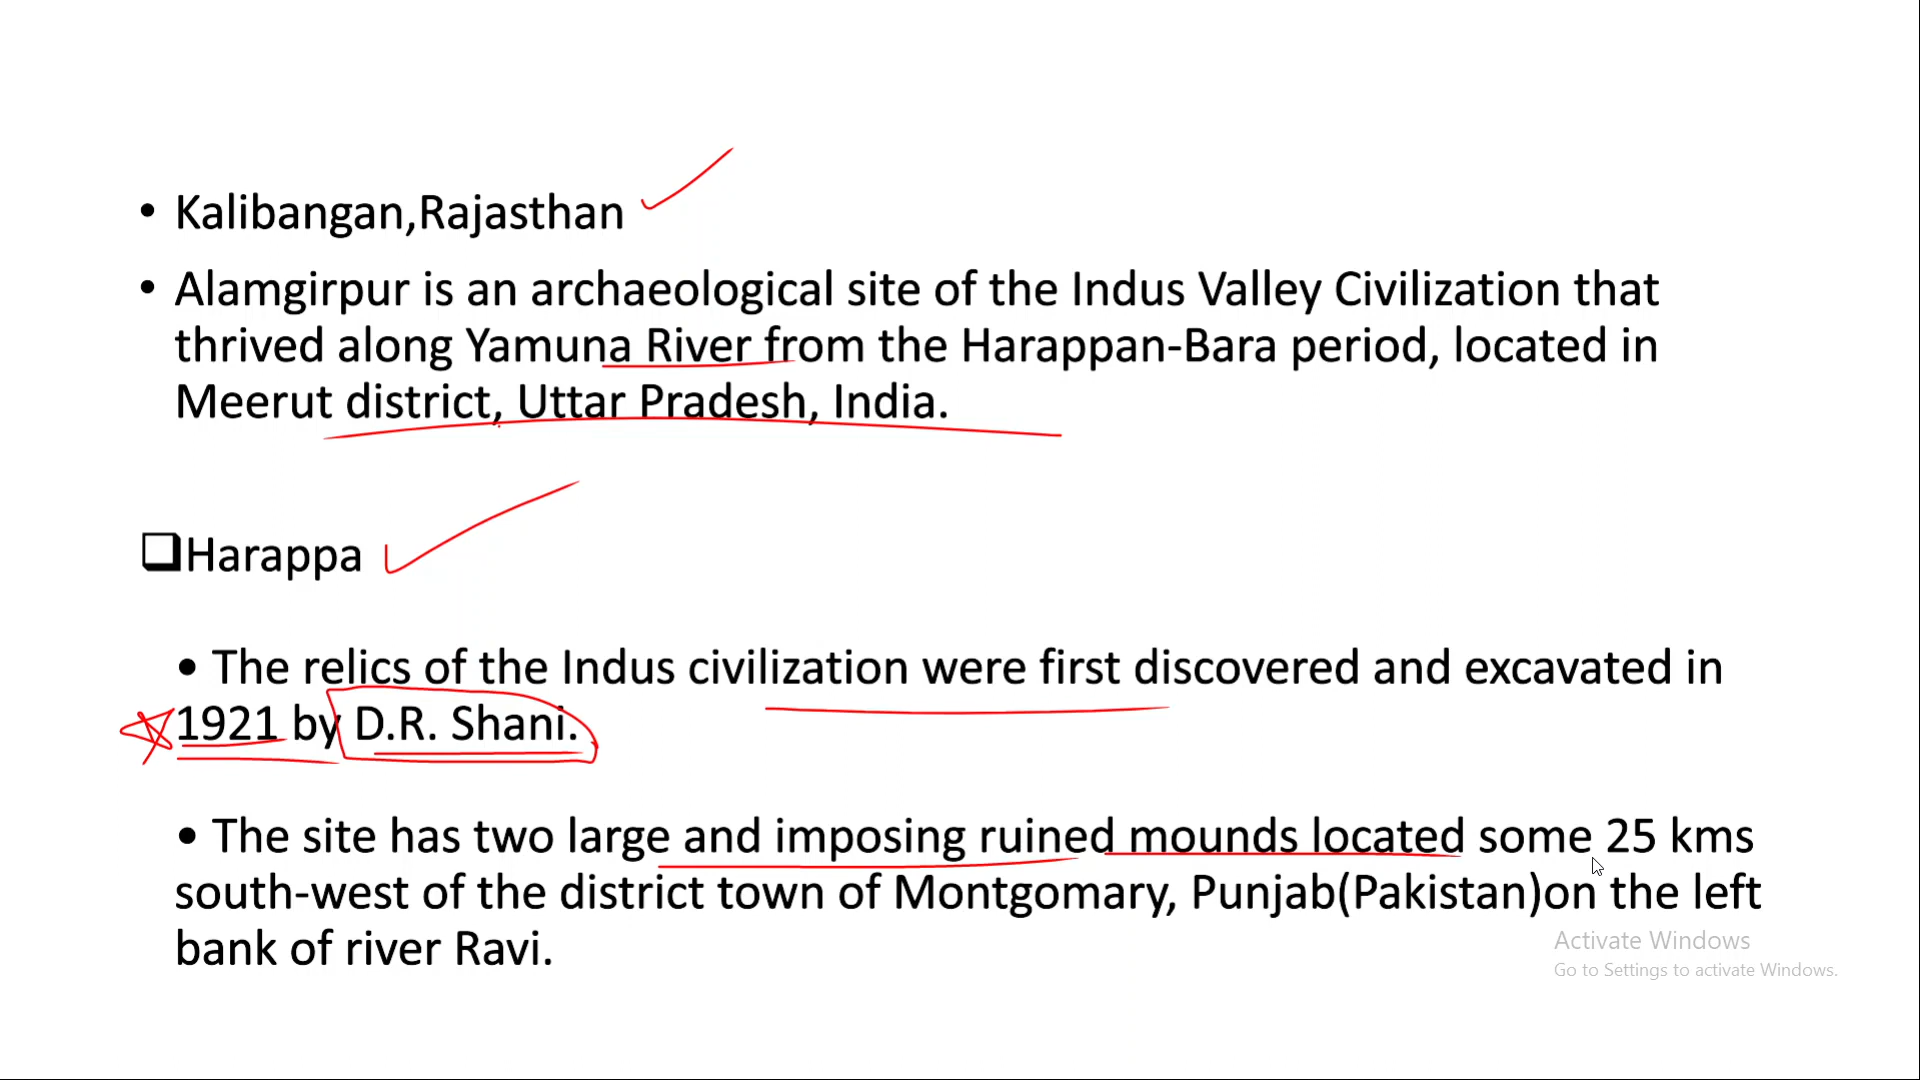 • Kalibangan,Rajasthan
• Alamgirpur is an archaeological site of the Indus Valley Civilization that
thrived along Yamuna River from the Harappan-Bara period, located in
Meerut district, Uttar Pradesh, India.
❑Harappa
• The relics of the Indus civilization were first discovered and excavated in
1921 by D.R. Shani.
• The site has two large and imposing ruined mounds located some 25 kms
south-west of the district town of Montgomary, Punjab(Pakistan)on the left
bank of river Ravi.
Activate Windows
Go to Settings to activate Windows.